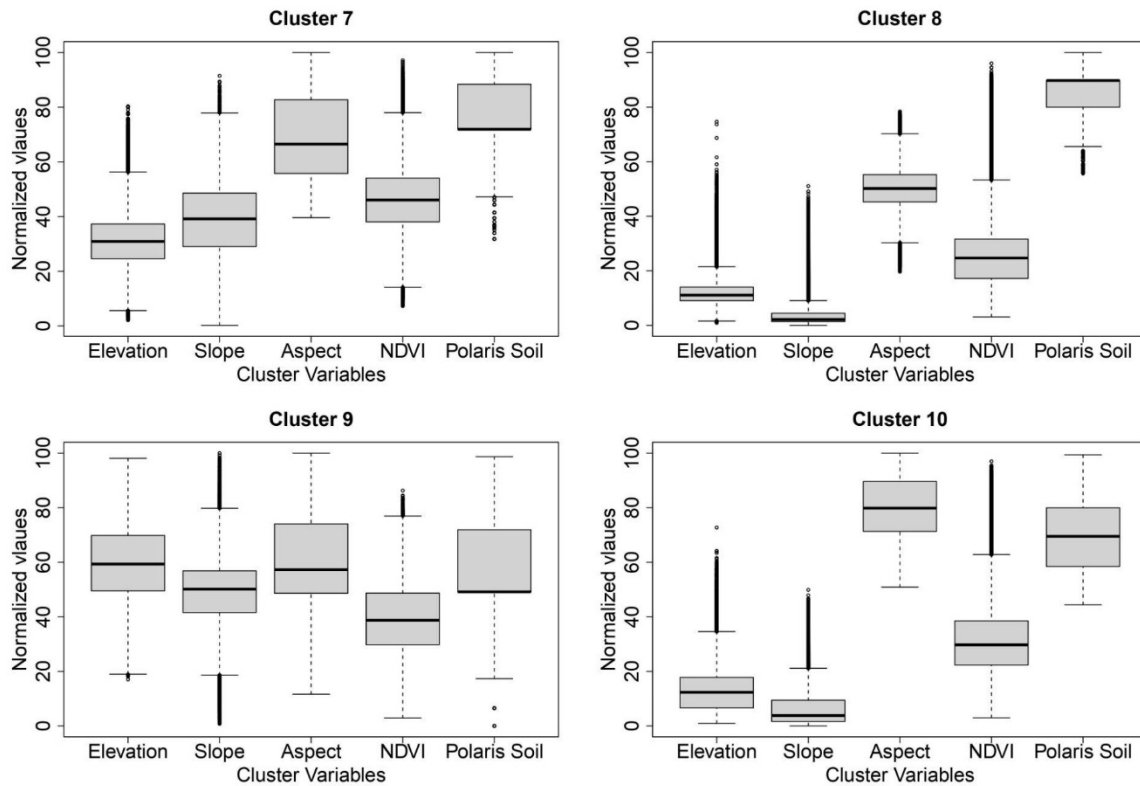 Cluster 7
Normalized vlaues
0 20 40 60 80 100
Elevation Slope Aspect NDVI Polaris Soil
Cluster Variables
Cluster 8
Normalized vlaues
0 20 40 60 80 100
Elevation Slope Aspect NDVI Polaris Soil
Cluster Variables
Cluster 9
Normalized vlaues
0 20 40 60 80 100
Elevation Slope Aspect NDVI Polaris Soil
Cluster Variables
Cluster 10
Normalized vlaues
0 20 40 60 80 100
Elevation Slope Aspect NDVI Polaris Soil
Cluster Variables